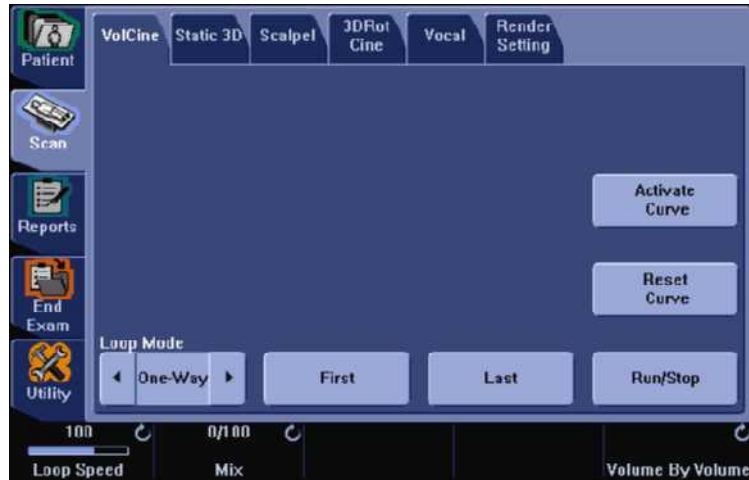 Patient
VolCine
Static 3D
Scalpel
3DRot
Cine
Vocal
Render
Setting
Scan
Reports
End
Exam
Utility
Activate
Curve
Reset
Curve
Loop Mode
One-Way
First
Last
Run/Stop
100
0/100
Loop Speed
Mix
Volume By Volume